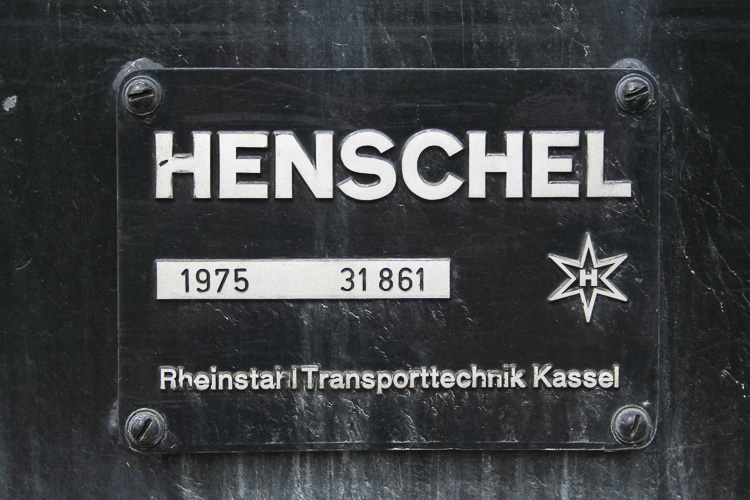 HENSCHEL
1975 31 861
H
Rheinstahl Transporttechnik Kassel